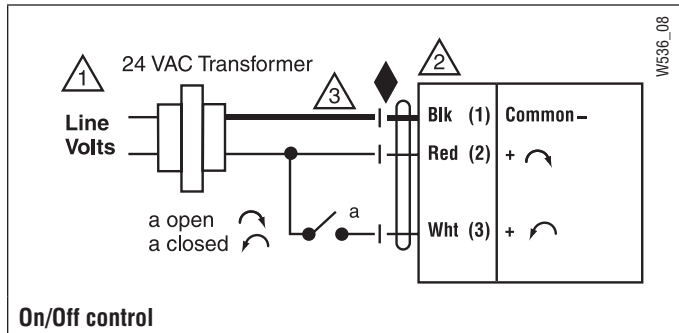 W536_08
1
24 VAC Transformer
3
2
Line
Volts
Blk (1) Common –
Red (2) +
a
a open
a closed
Wht (3) +
On/Off control